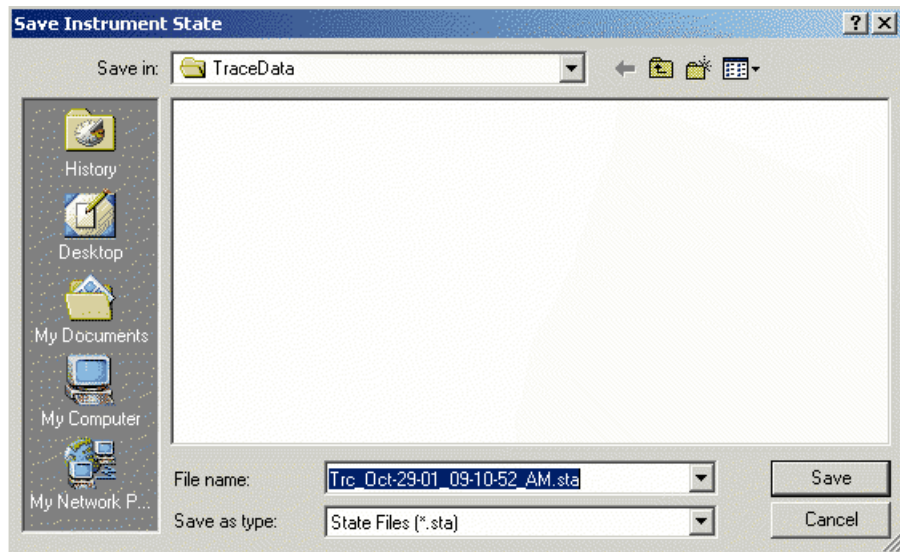 Save Instrument State
Save in: TraceData
History
Desktop
My Documents
My Computer
My Network P...
File name: Trc_Oct-29-01_09-10-52_AM.sta
Save
Save as type: State Files (*.sta)
Cancel